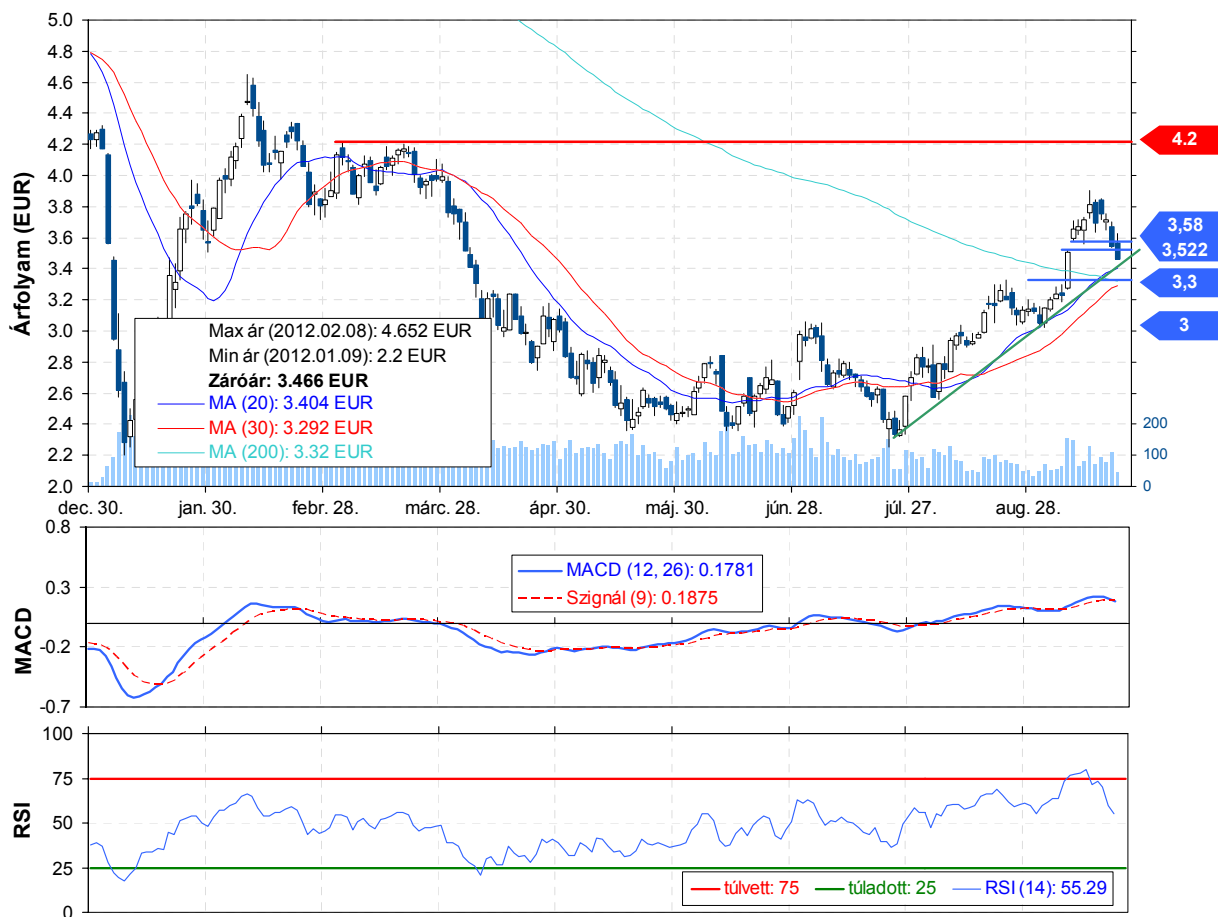 5.0
4.8
4.6
4.4
4.2
4.0
3.8
3.6
3.4
3.2
3.0
2.8
2.6
2.4
2.2
2.0
Árfolyam (EUR)
4.2
3,58
3,522
3,3
3
200
100
0
Max ár (2012.02.08): 4.652 EUR
Min ár (2012.01.09): 2.2 EUR
Záróár: 3.466 EUR
MA (20): 3.404 EUR
MA (30): 3.292 EUR
MA (200): 3.32 EUR
dec. 30. jan. 30. febr. 28. márc. 28. ápr. 30. máj. 30. jún. 28. júl. 27. aug. 28.
0.8
0.3
-0.2
-0.7
MACD
MACD (12, 26): 0.1781
Szignál (9): 0.1875
100
75
50
25
0
RSI
túlvett: 75 túladott: 25 RSI (14): 55.29